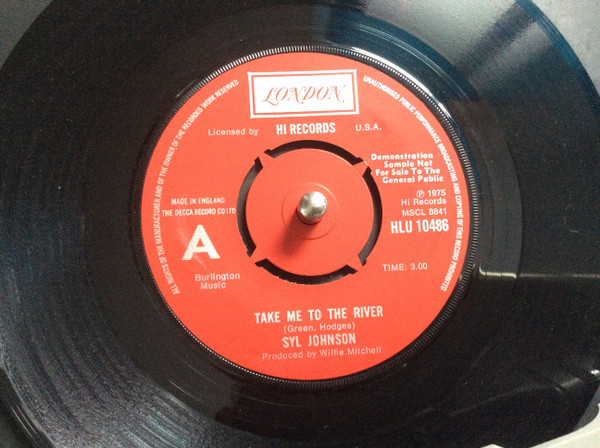 LONDON
Licensed by HI RECORDS U.S.A.
ALL RIGHTS OF THE MANUFACTURER AND OF THE OWNER OF THE RECORDED WORK RESERVED
UNAUTHORISED PUBLIC PERFORMANCE BROADCASTING AND COPYING OF THIS RECORD PROHIBITED
Demonstration
Sample Not
For Sale To The
General Public
MADE IN ENGLAND
THE DECCA RECORD CO LTD
℗ 1975
Hi Records
MSCL 6841
HLU 10486
A
TIME: 3.00
Burlington
Music
TAKE ME TO THE RIVER
(Green, Hodges)
SYL JOHNSON
Produced by Willie Mitchell